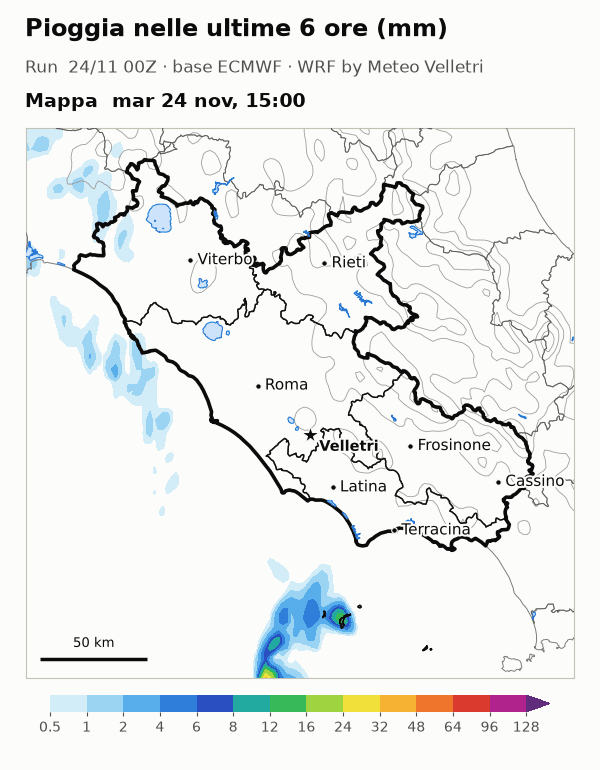 Pioggia nelle ultime 6 ore (mm)
Run  24/11 00Z · base ECMWF · WRF by Meteo Velletri
Mappa  mar 24 nov, 15:00
Viterbo
Rieti
Roma
Velletri
Frosinone
Latina
Cassino
Terracina
50 km
0.5 1 2 4 6 8 12 16 24 32 48 64 96 128